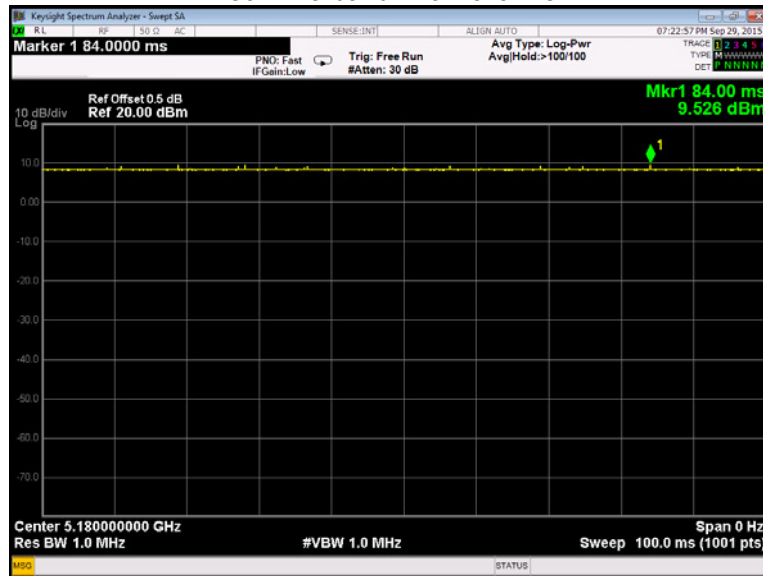 Keysight Spectrum Analyzer - Swept SA
RL RF 50 Ω AC SENSE:INT ALIGN AUTO 07:22:57 PM Sep 29, 2015
Marker 1 84.0000 ms
PNO: Fast
IFGain:Low
Trig: Free Run
#Atten: 30 dB
Avg Type: Log-Pwr
Avg|Hold:>100/100
TRACE 1 2 3 4 5
TYPE M
DET P N N N N
Ref Offset 0.5 dB
Ref 20.00 dBm
10 dB/div
Log
Mkr1 84.00 ms
9.526 dBm
1
10.0
0.00
-10.0
-20.0
-30.0
-40.0
-50.0
-60.0
-70.0
Center 5.180000000 GHz Span 0 Hz
Res BW 1.0 MHz #VBW 1.0 MHz Sweep 100.0 ms (1001 pts)
MSG STATUS